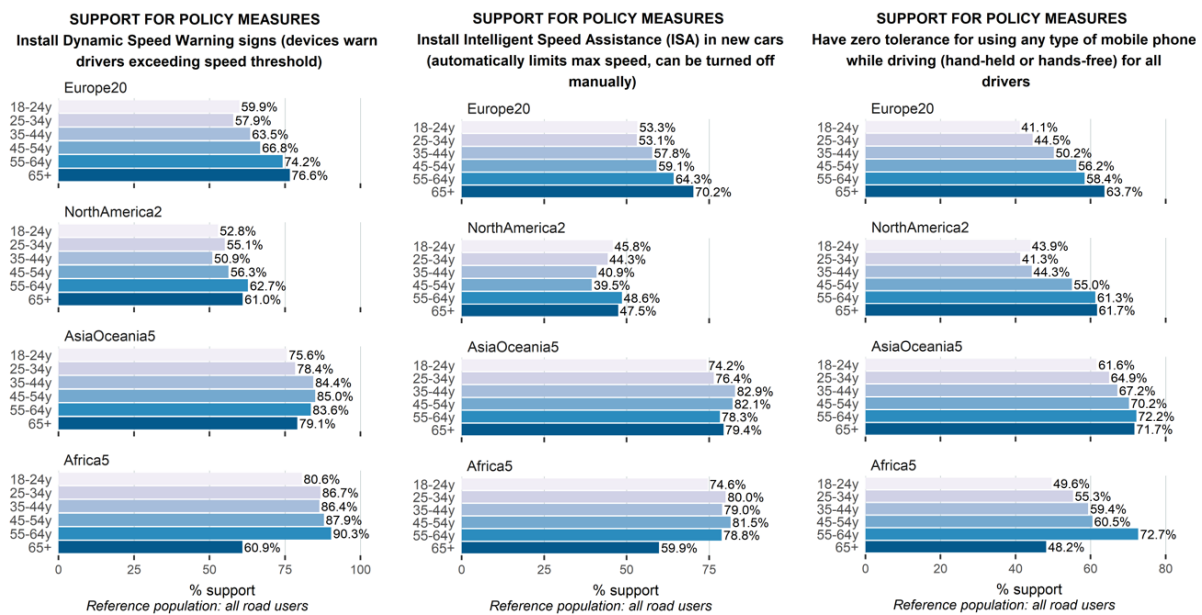 SUPPORT FOR POLICY MEASURES
Install Dynamic Speed Warning signs (devices warn
drivers exceeding speed threshold)
Europe20
18-24y 59.9%
25-34y 57.9%
35-44y 63.5%
45-54y 66.8%
55-64y 74.2%
65+ 76.6%
NorthAmerica2
18-24y 52.8%
25-34y 55.1%
35-44y 50.9%
45-54y 56.3%
55-64y 62.7%
65+ 61.0%
AsiaOceania5
18-24y 75.6%
25-34y 78.4%
35-44y 84.4%
45-54y 85.0%
55-64y 83.6%
65+ 79.1%
Africa5
18-24y 80.6%
25-34y 86.7%
35-44y 86.4%
45-54y 87.9%
55-64y 90.3%
65+ 60.9%
0 25 50 75 100
% support
Reference population: all road users
SUPPORT FOR POLICY MEASURES
Install Intelligent Speed Assistance (ISA) in new cars
(automatically limits max speed, can be turned off
manually)
Europe20
18-24y 53.3%
25-34y 53.1%
35-44y 57.8%
45-54y 59.1%
55-64y 64.3%
65+ 70.2%
NorthAmerica2
18-24y 45.8%
25-34y 44.3%
35-44y 40.9%
45-54y 39.5%
55-64y 48.6%
65+ 47.5%
AsiaOceania5
18-24y 74.2%
25-34y 76.4%
35-44y 82.9%
45-54y 82.1%
55-64y 78.3%
65+ 79.4%
Africa5
18-24y 74.6%
25-34y 80.0%
35-44y 79.0%
45-54y 81.5%
55-64y 78.8%
65+ 59.9%
0 25 50 75
% support
Reference population: all road users
SUPPORT FOR POLICY MEASURES
Have zero tolerance for using any type of mobile phone
while driving (hand-held or hands-free) for all
drivers
Europe20
18-24y 41.1%
25-34y 44.5%
35-44y 50.2%
45-54y 56.2%
55-64y 58.4%
65+ 63.7%
NorthAmerica2
18-24y 43.9%
25-34y 41.3%
35-44y 44.3%
45-54y 55.0%
55-64y 61.3%
65+ 61.7%
AsiaOceania5
18-24y 61.6%
25-34y 64.9%
35-44y 67.2%
45-54y 70.2%
55-64y 72.2%
65+ 71.7%
Africa5
18-24y 49.6%
25-34y 55.3%
35-44y 59.4%
45-54y 60.5%
55-64y 72.7%
65+ 48.2%
0 20 40 60 80
% support
Reference population: all road users